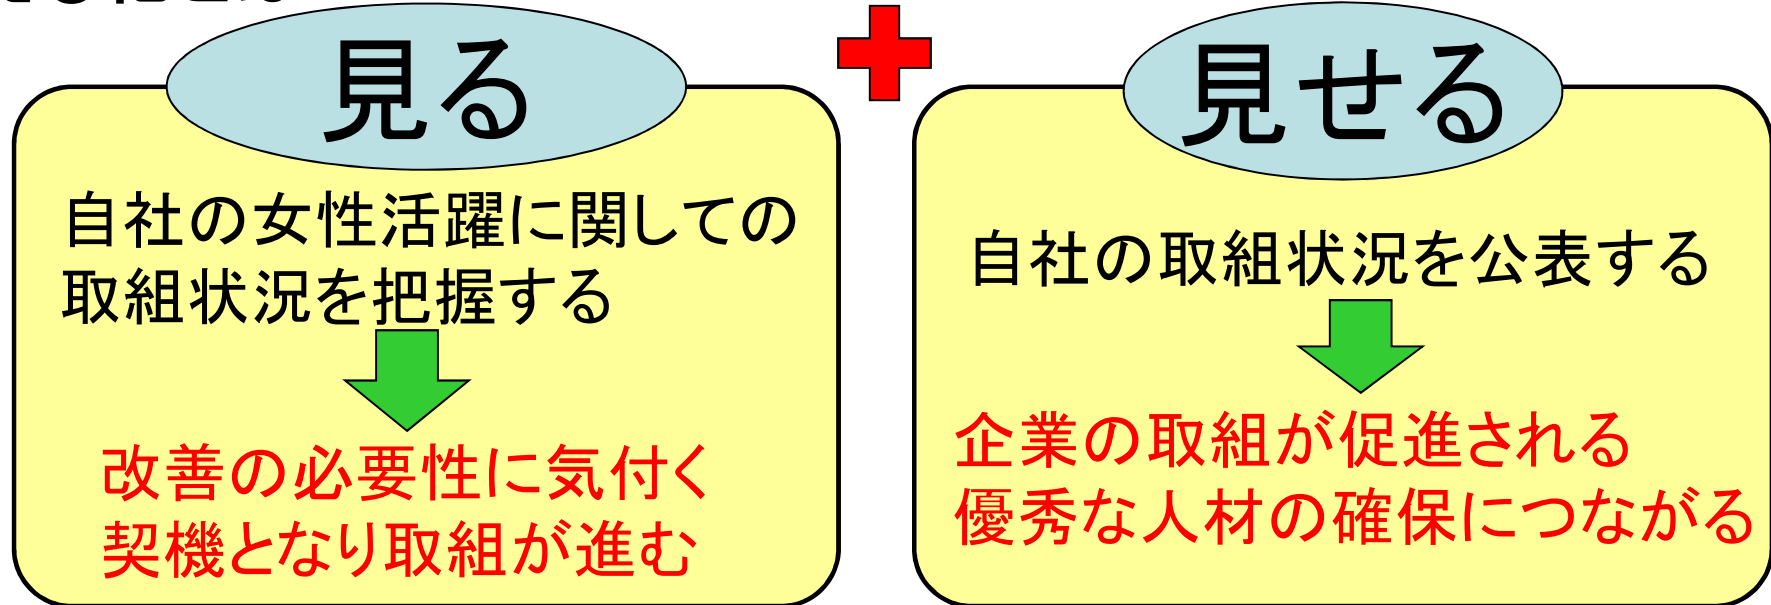 見る
自社の女性活躍に関しての
取組状況を把握する
改善の必要性に気付く
契機となり取組が進む
見せる
自社の取組状況を公表する
企業の取組が促進される
優秀な人材の確保につながる